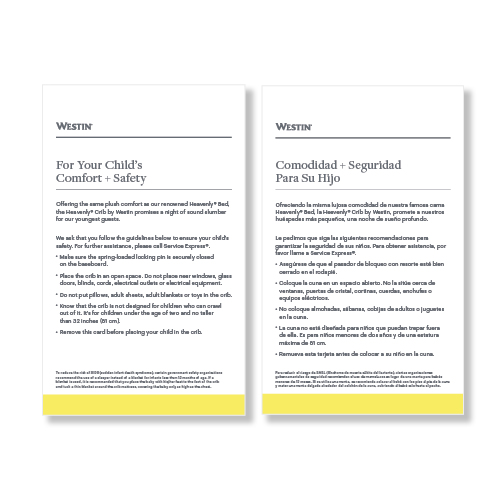 WESTIN
For Your Child's
Comfort + Safety
Offering the same plush comfort as our renowned Heavenly® Bed,
the Heavenly® Crib by Westin promises a night of sound slumber
for our youngest guests.
We ask that you follow the guidelines below to ensure your child's
safety. For further assistance, please call Service Express®.
• Make sure the spring-loaded locking pin is securely closed
on the baseboard.
• Place the crib in an open space. Do not place near windows, glass
doors, blinds, cords, electrical outlets or electrical equipment.
• Do not put pillows, adult sheets, adult blankets or toys in the crib.
• Know that the crib is not designed for children who can crawl
out of it. It's for children under the age of two and no taller
than 32 inches (81 cm).
• Remove this card before placing your child in the crib.
WESTIN
Comodidad + Seguridad
Para Su Hijo
Ofreciendo la misma lujosa comodidad de nuestra famosa cama
Heavenly® Bed, la Heavenly® Crib by Westin, promete a nuestros
huéspedes más pequeños, una noche de sueño profundo.
Le pedimos que siga las siguientes recomendaciones para
garantizar la seguridad de sus niños. Para obtener asistencia, por
favor llame a Service Express®.
• Asegúrese de que el pasador de bloqueo con resorte esté bien
cerrado en el rodapié.
• Coloque la cuna en un espacio abierto. No la sitúe cerca de
ventanas, puertas de cristal, cortinas, cuerdas, enchufes o
equipos eléctricos.
• No coloque almohadas, sábanas, cobijas de adultos o juguetes
en la cuna.
• La cuna no está diseñada para niños que pueden trepar fuera
de ella. Es para niños menores de dos años y de una estatura
máxima de 81 cm.
• Remueva esta tarjeta antes de colocar a su niño en la cuna.